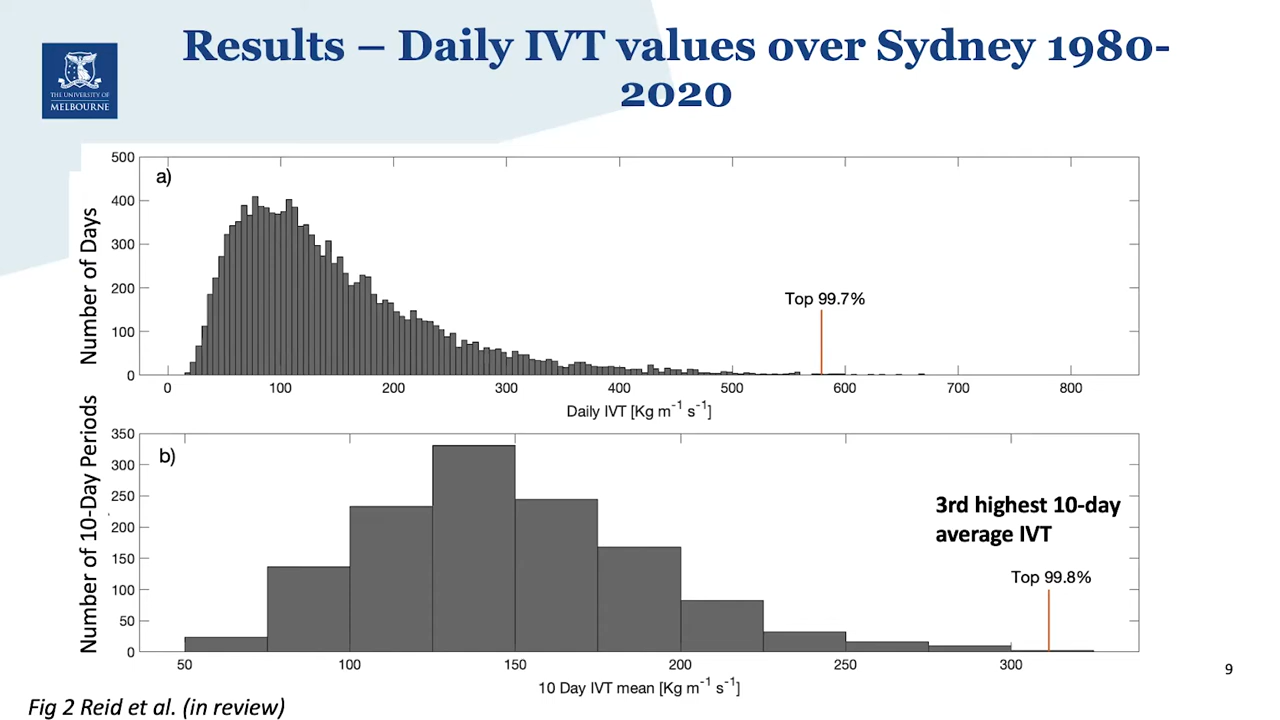 Results – Daily IVT values over Sydney 1980-
2020
THE UNIVERSITY OF
MELBOURNE
a)
Number of Days
500
400
300
200
100
0
Top 99.7%
0 100 200 300 400 500 600 700 800
Daily IVT [Kg m⁻¹ s⁻¹]
b)
Number of 10-Day Periods
350
300
250
200
150
100
50
0
3rd highest 10-day
average IVT
Top 99.8%
50 100 150 200 250 300
10 Day IVT mean [Kg m⁻¹ s⁻¹]
9
Fig 2 Reid et al. (in review)